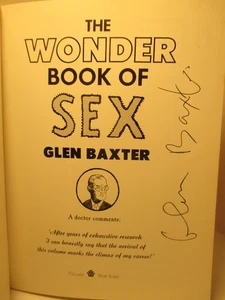 THE
WONDER
BOOK OF
SEX
GLEN BAXTER
A doctor comments:
'After years of exhaustive research
I can honestly say that the arrival of
this volume marks the climax of my career!'
Glen Baxter